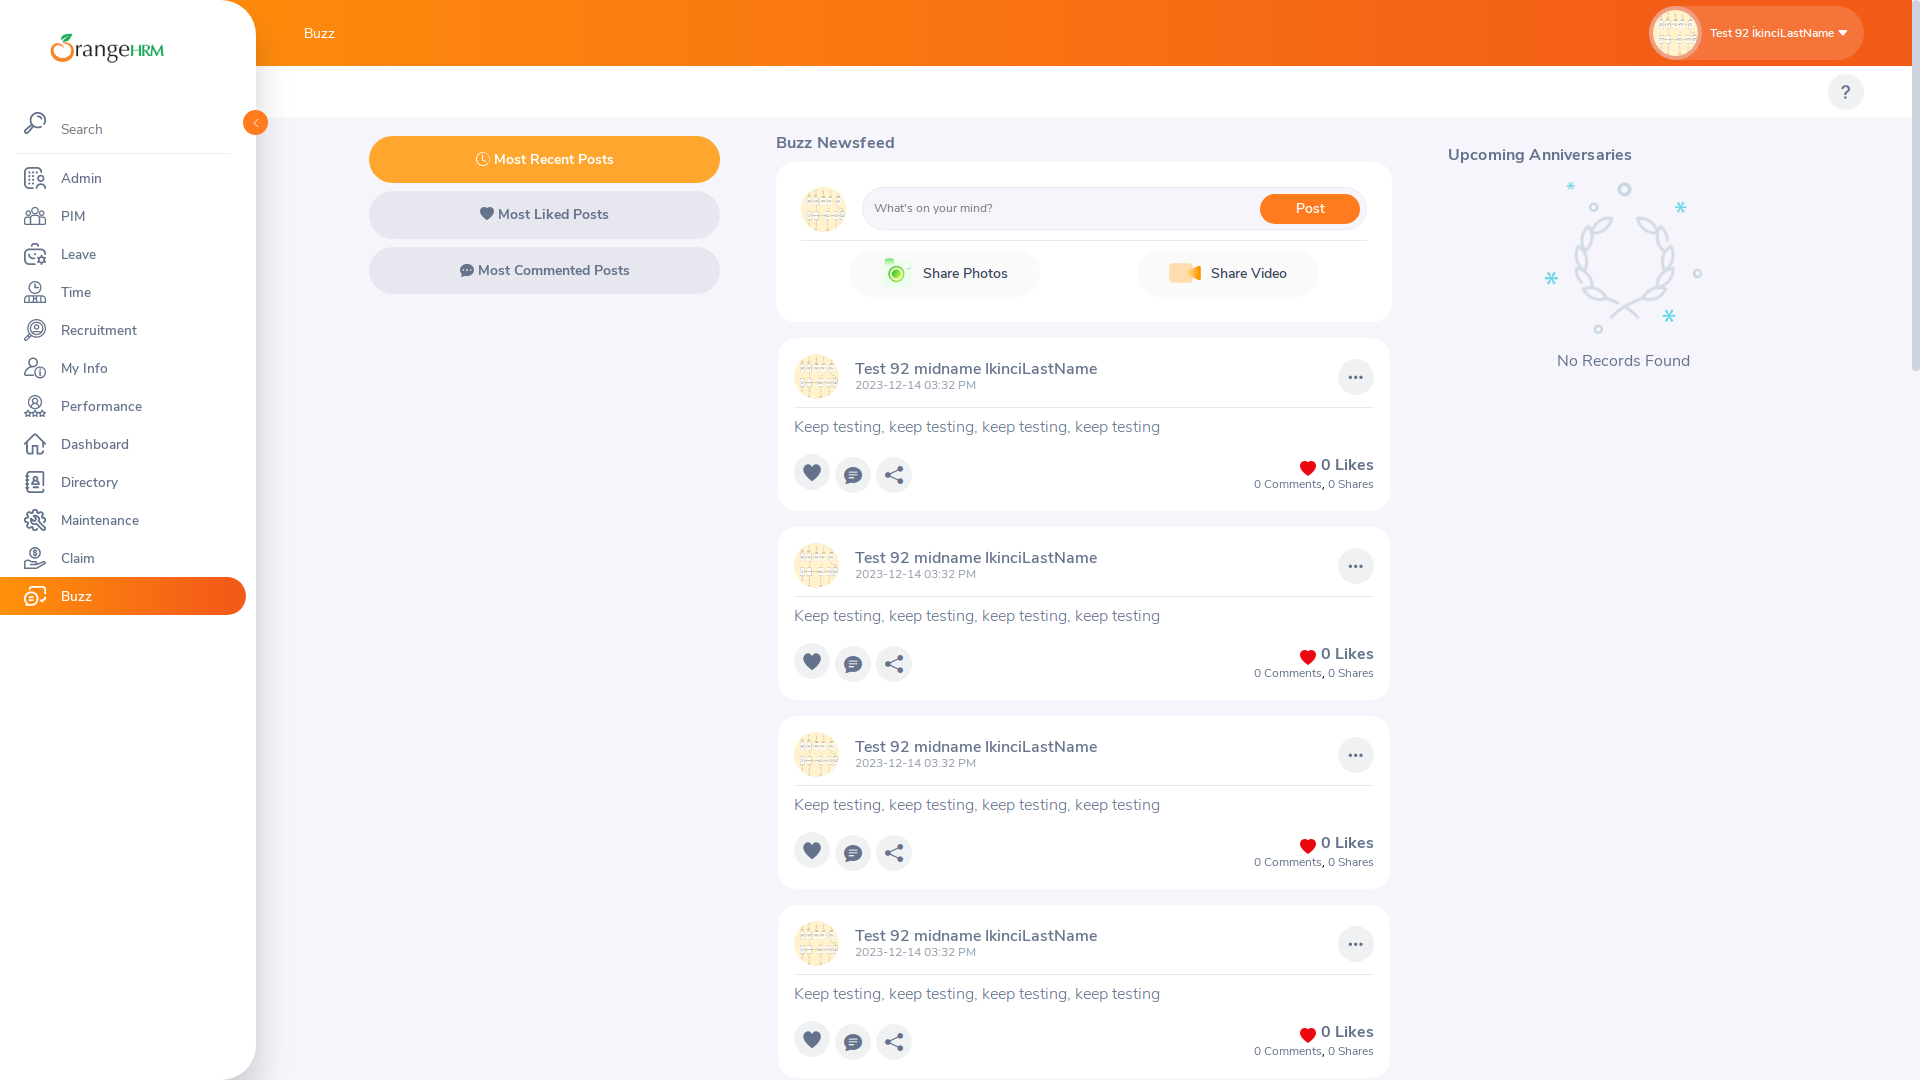 OrangeHRM
Search
Admin
PIM
Leave
Time
Recruitment
My Info
Performance
Dashboard
Directory
Maintenance
Claim
Buzz
Buzz
Test 92 İkinciLastName
?
Most Recent Posts
Most Liked Posts
Most Commented Posts
Buzz Newsfeed
What's on your mind?
Post
Share Photos
Share Video
Test 92 midname İkinciLastName
2023-12-14 03:32 PM
Keep testing, keep testing, keep testing, keep testing
0 Likes
0 Comments, 0 Shares
Test 92 midname İkinciLastName
2023-12-14 03:32 PM
Keep testing, keep testing, keep testing, keep testing
0 Likes
0 Comments, 0 Shares
Test 92 midname İkinciLastName
2023-12-14 03:32 PM
Keep testing, keep testing, keep testing, keep testing
0 Likes
0 Comments, 0 Shares
Test 92 midname İkinciLastName
2023-12-14 03:32 PM
Keep testing, keep testing, keep testing, keep testing
0 Likes
0 Comments, 0 Shares
Upcoming Anniversaries
No Records Found